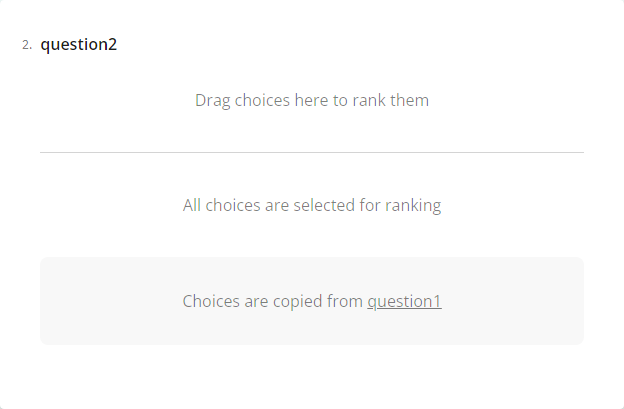 2. question2
Drag choices here to rank them
All choices are selected for ranking
Choices are copied from question1